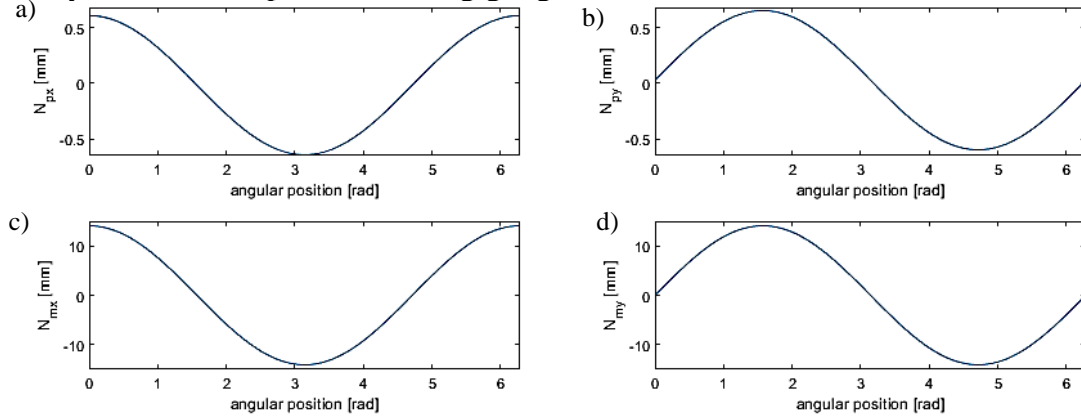 a)
0.5
0
-0.5
N_px [mm]
0 1 2 3 4 5 6
angular position [rad]
b)
0.5
0
-0.5
N_py [mm]
0 1 2 3 4 5 6
angular position [rad]
c)
10
0
-10
N_mx [mm]
0 1 2 3 4 5 6
angular position [rad]
d)
10
0
-10
N_my [mm]
0 1 2 3 4 5 6
angular position [rad]